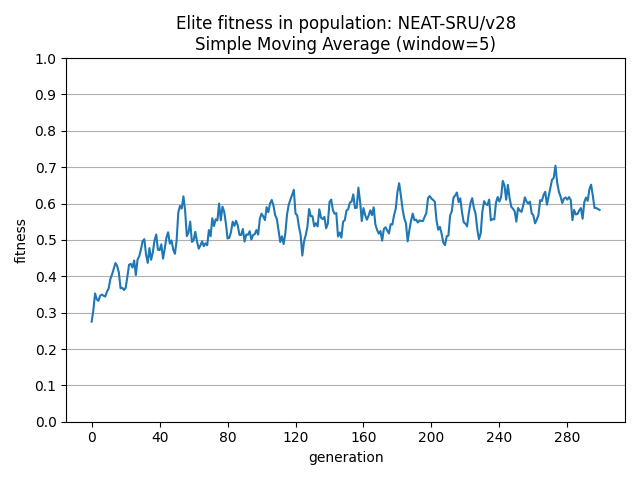 Elite fitness in population: NEAT-SRU/v28
Simple Moving Average (window=5)
fitness
1.0
0.9
0.8
0.7
0.6
0.5
0.4
0.3
0.2
0.1
0.0
0 40 80 120 160 200 240 280
generation